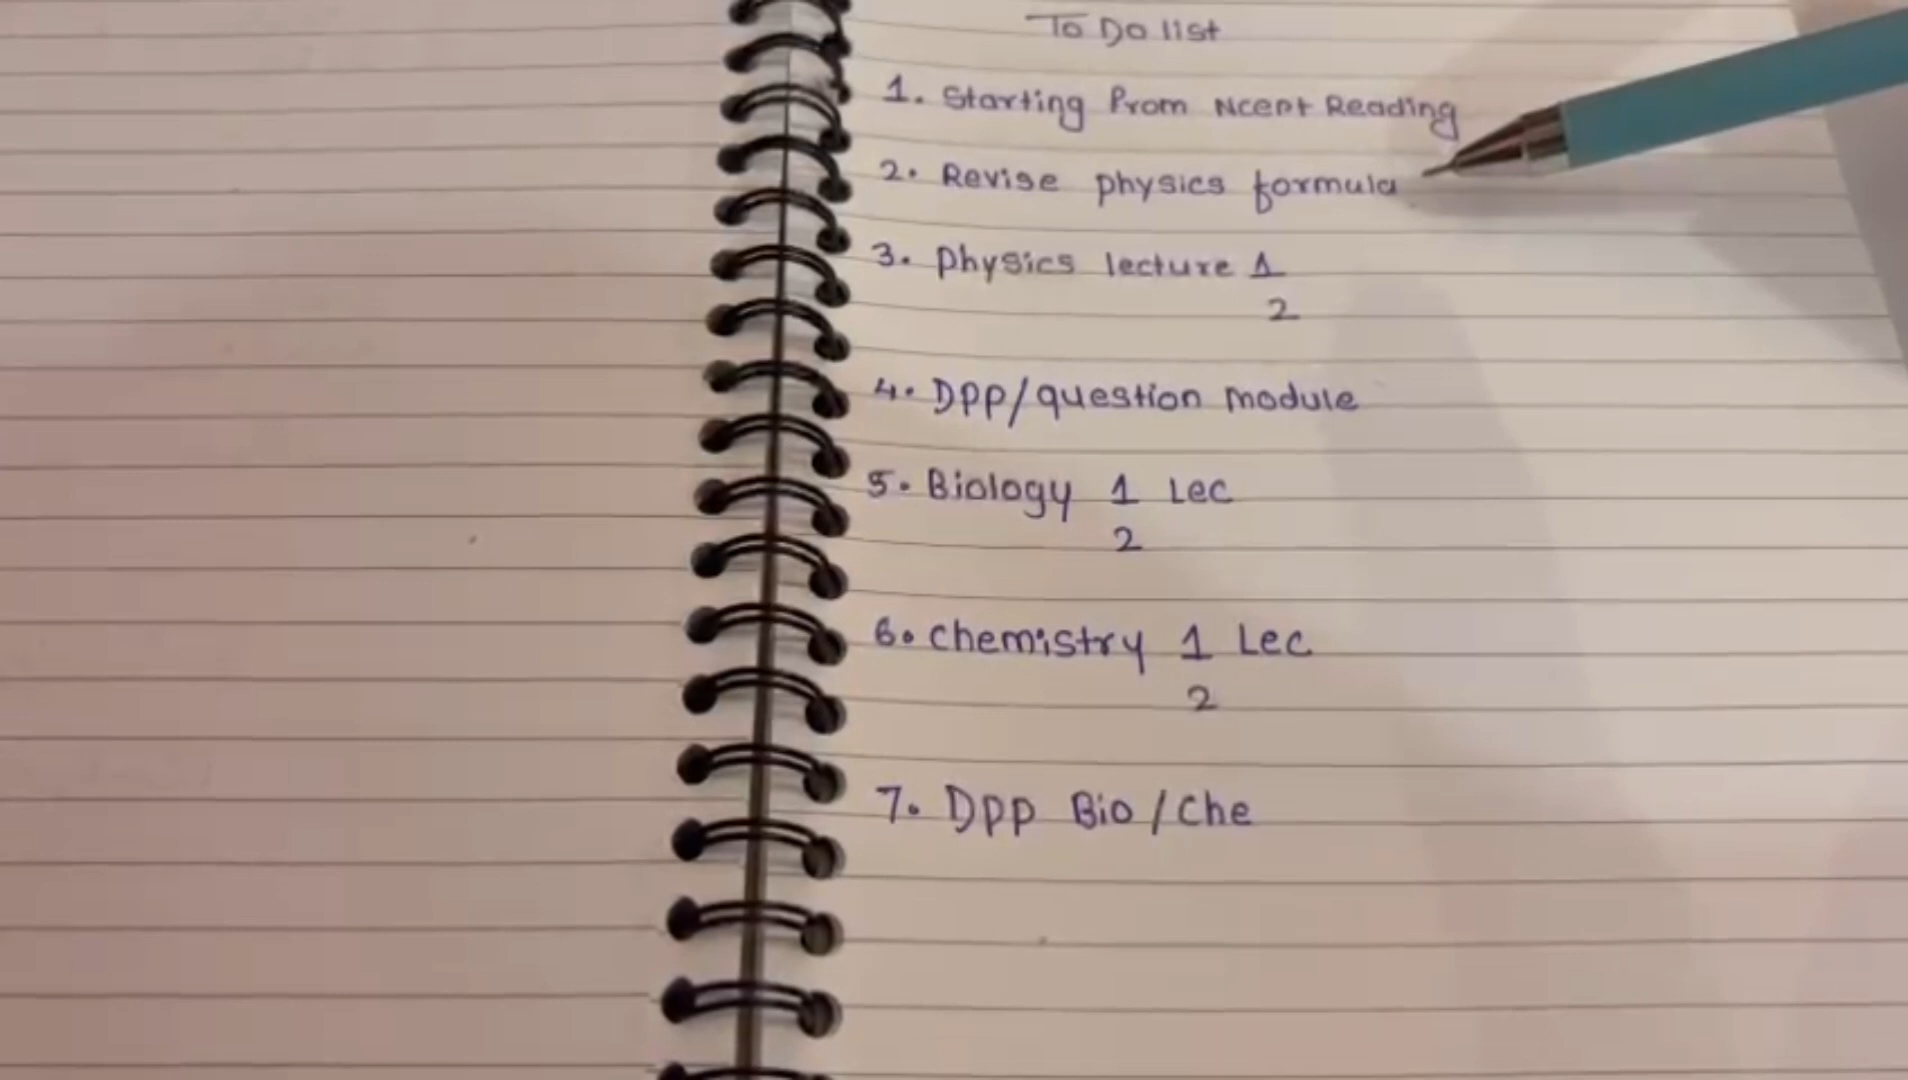 To Do list
1. Starting From Ncert Reading
2. Revise physics formula
3. Physics lecture 1
2
4. Dpp/question module
5. Biology 1 Lec
2
6. Chemistry 1 Lec
2
7. Dpp Bio / Che